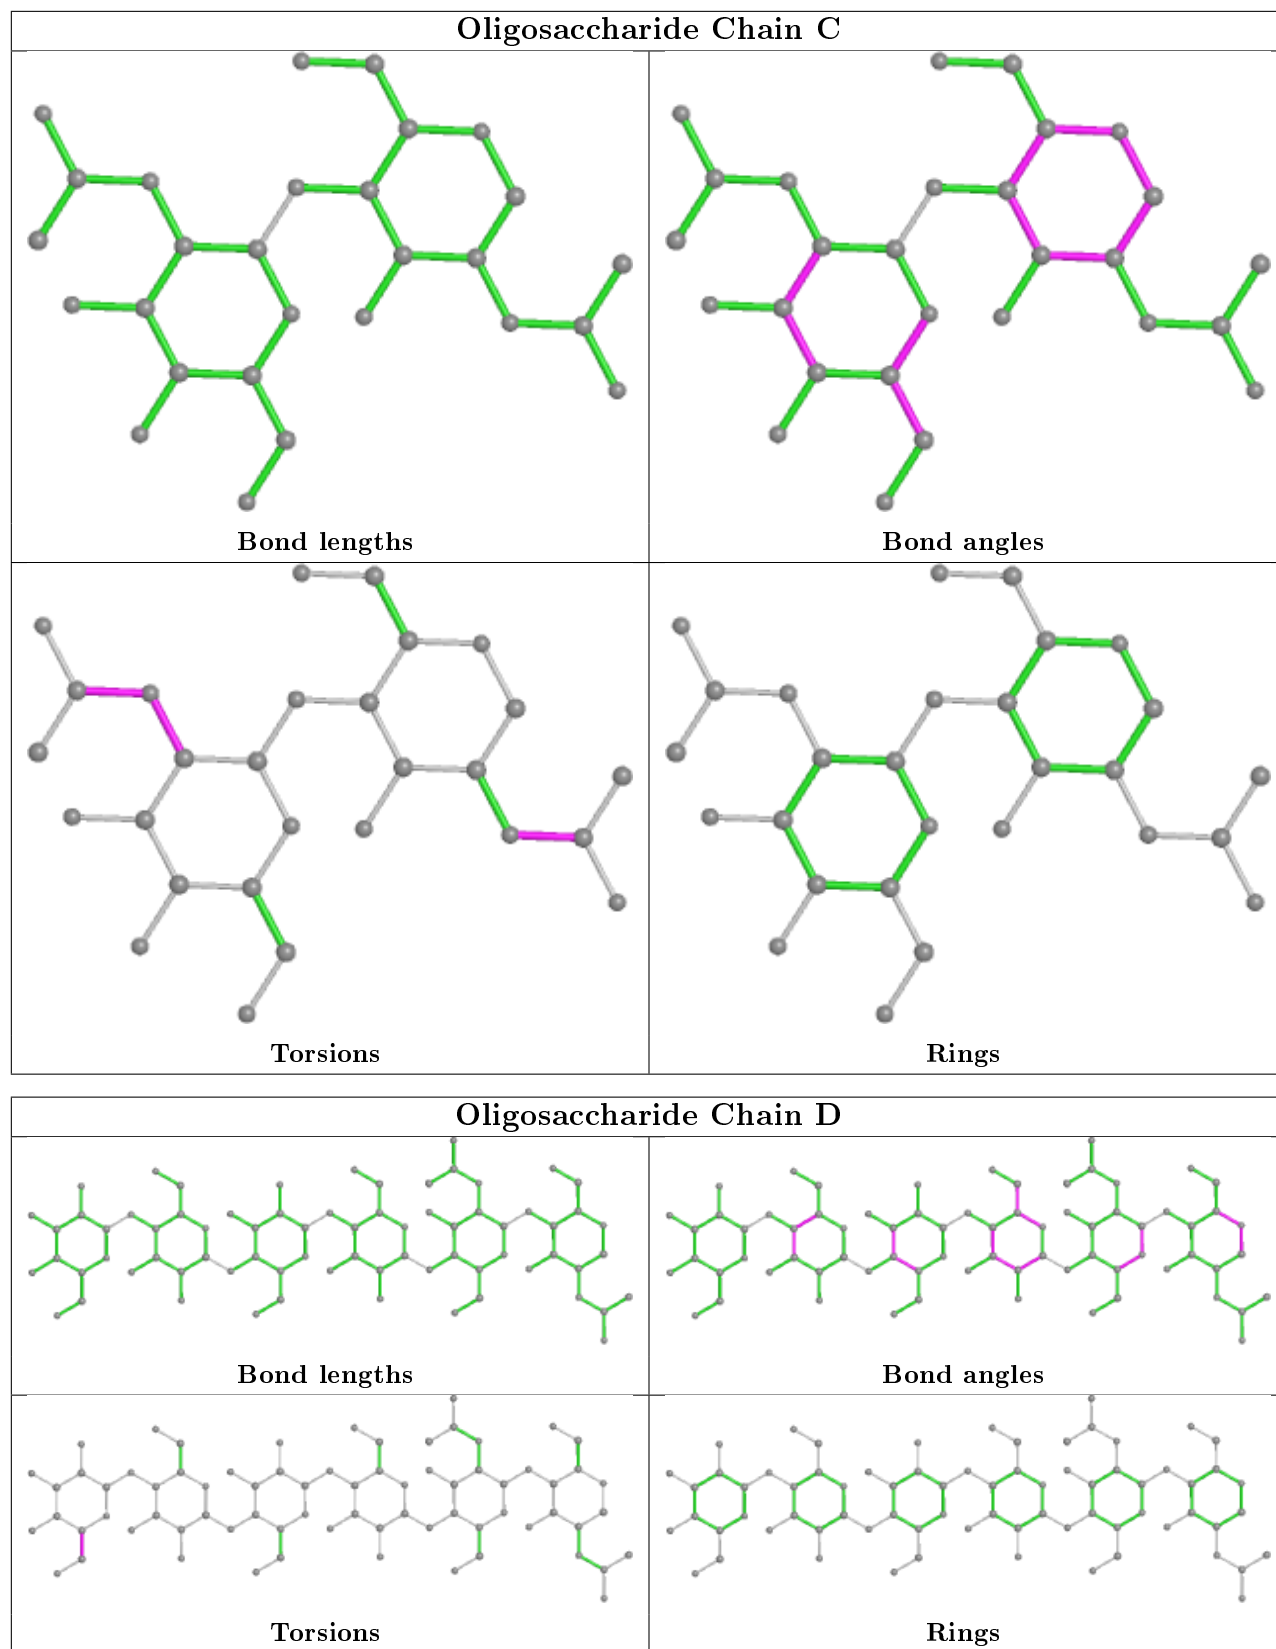 Oligosaccharide Chain C
Bond lengths
Bond angles
Torsions
Rings
Oligosaccharide Chain D
Bond lengths
Bond angles
Torsions
Rings